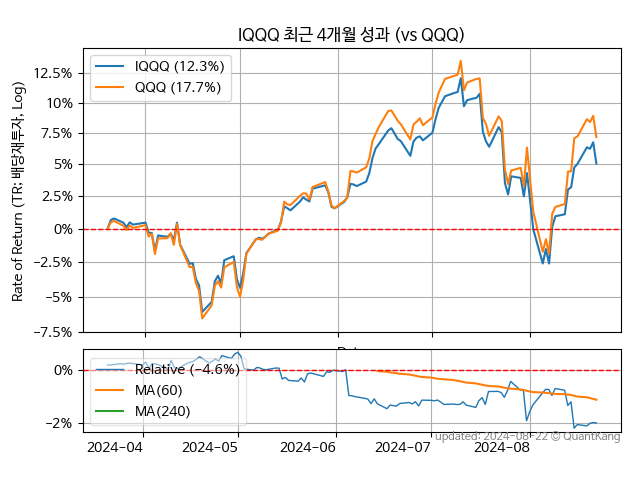 IQQQ 최근 4개월 성과 (vs QQQ)
Rate of Return (TR: 배당재투자, Log)
IQQQ (12.3%)
QQQ (17.7%)
12.5%
10%
7.5%
5%
2.5%
0%
−2.5%
−5%
−7.5%
Relative (−4.6%)
MA(60)
MA(240)
0%
−2%
updated: 2024-08-22 © QuantKang
2024-04
2024-05
2024-06
2024-07
2024-08